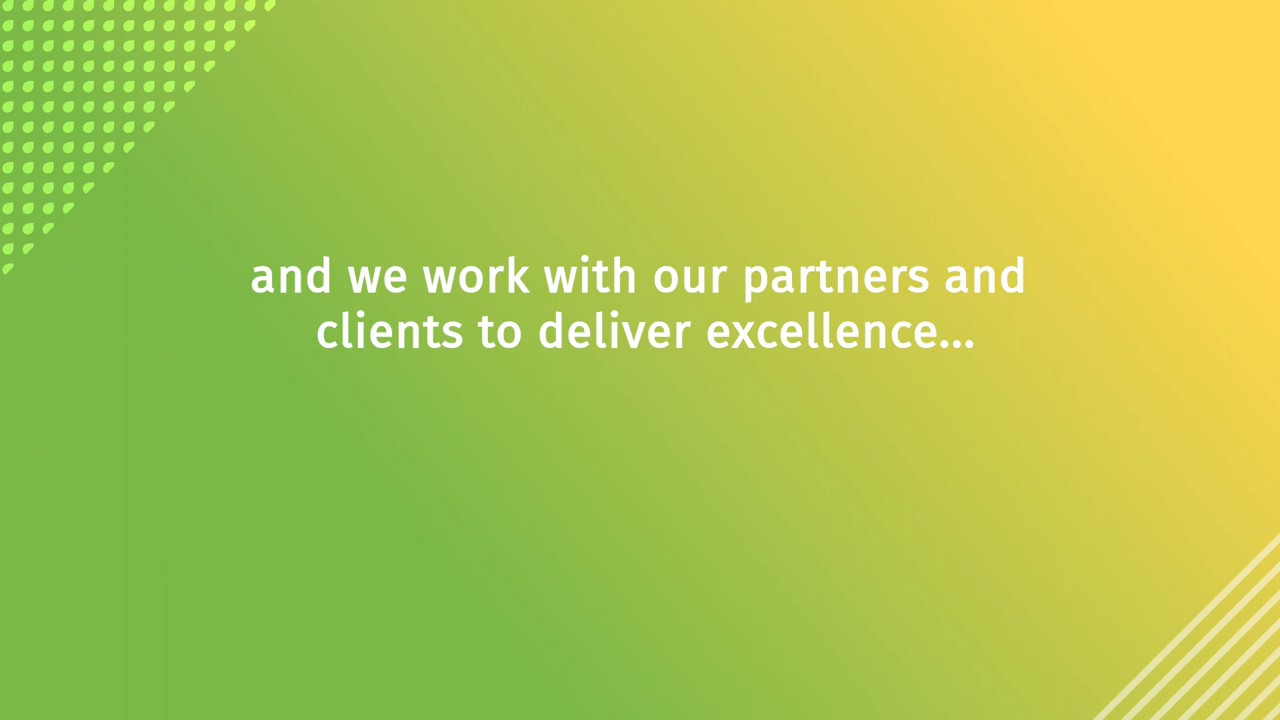 and we work with our partners and
clients to deliver excellence...